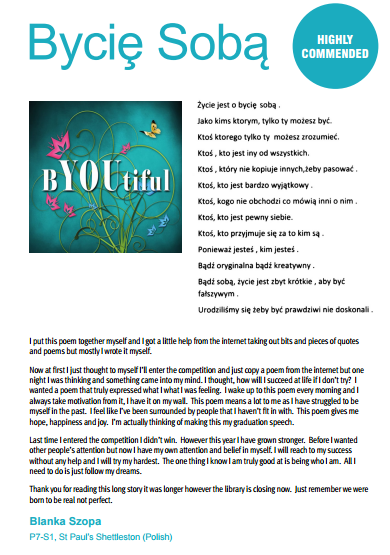 Bycię Sobą
HIGHLY
COMMENDED
BYOUtiful
Życie jest o bycię sobą .
Jako kims ktorym, tylko ty możesz być.
Ktoś ktorego tylko ty możesz zrozumieć.
Ktoś , kto jest iny od wszystkich.
Ktoś , który nie kopiuje innych,żeby pasować .
Ktoś, kto jest bardzo wyjątkowy .
Ktoś, kogo nie obchodzi co mówią inni o nim .
Ktoś, kto jest pewny siebie.
Ktoś, kto przyjmuje się za to kim są .
Ponieważ jesteś , kim jesteś .
Bądź oryginalna bądź kreatywny .
Bądź sobą, życie jest zbyt krótkie , aby być
fałszywym .
Urodziliśmy się żeby być prawdziwi nie doskonali .
I put this poem together myself and I got a little help from the internet taking out bits and pieces of quotes
and poems but mostly I wrote it myself.
Now at first I just thought to myself I'll enter the competition and just copy a poem from the internet but one
night I was thinking and something came into my mind. I thought, how will I succeed at life if I don't try? I
wanted a poem that truly expressed what I what I was feeling. I wake up to this poem every morning and I
always take motivation from it, I have it on my wall. This poem means a lot to me as I have struggled to be
myself in the past. I feel like I've been surrounded by people that I haven't fit in with. This poem gives me
hope, happiness and joy. I'm actually thinking of making this my graduation speech.
Last time I entered the competition I didn't win. However this year I have grown stronger. Before I wanted
other people's attention but now I have my own attention and belief in myself. I will reach to my success
without any help and I will try my hardest. The one thing I know I am truly good at is being who I am. All I
need to do is just follow my dreams.
Thank you for reading this long story it was longer however the library is closing now. Just remember we were
born to be real not perfect.
Blanka Szopa
P7-S1, St Paul's Shettleston (Polish)